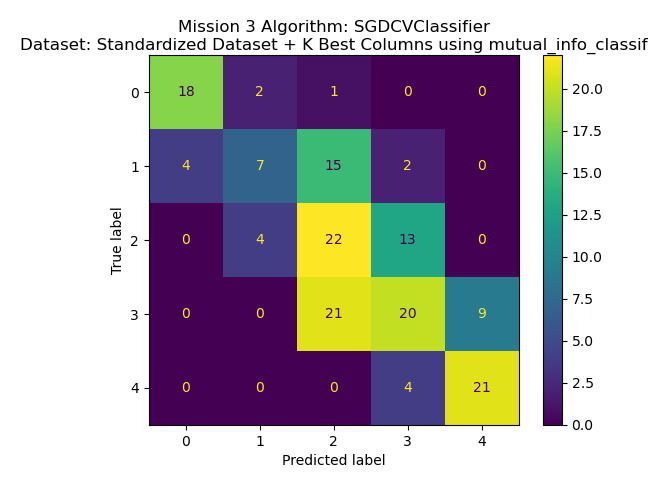 Mission 3 Algorithm: SGDCVClassifier
Dataset: Standardized Dataset + K Best Columns using mutual_info_classif
0 18 2 1 0 0
1 4 7 15 2 0
2 0 4 22 13 0
3 0 0 21 20 9
4 0 0 0 4 21
0 1 2 3 4
True label
Predicted label
20.0
17.5
15.0
12.5
10.0
7.5
5.0
2.5
0.0